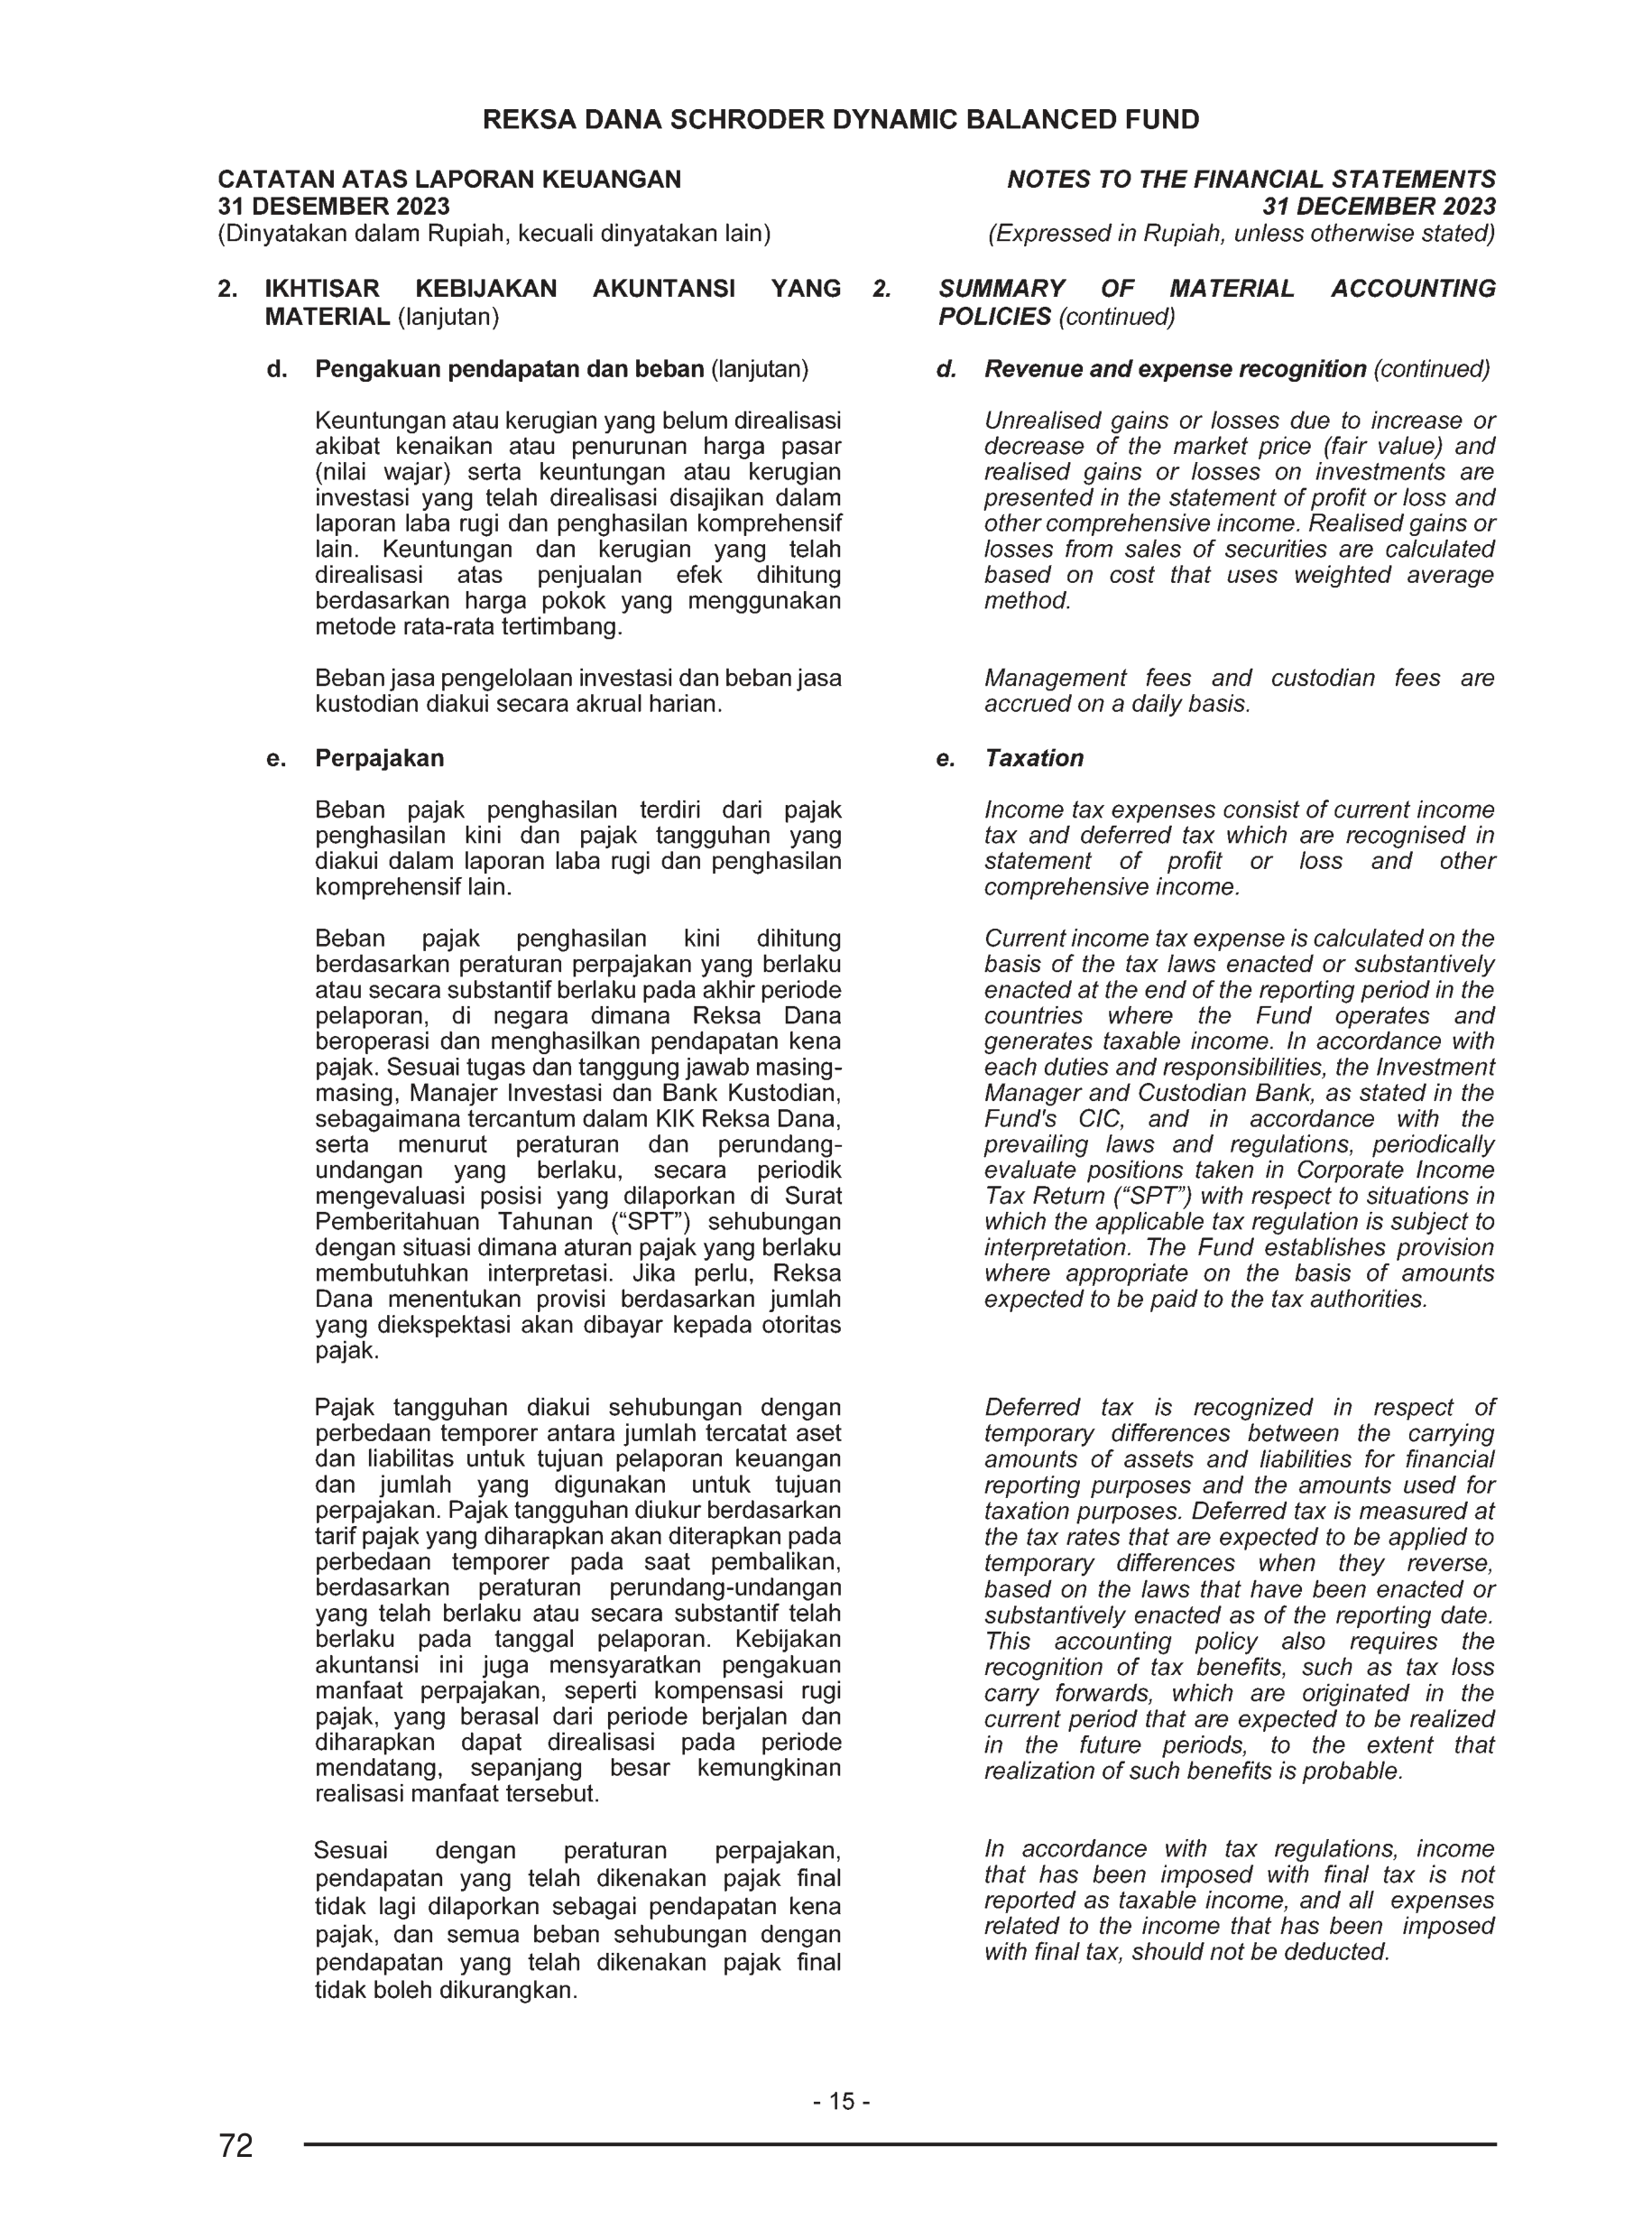 REKSA DANA SCHRODER DYNAMIC BALANCED FUND
CATATAN ATAS LAPORAN KEUANGAN
31 DESEMBER 2023
(Dinyatakan dalam Rupiah, kecuali dinyatakan lain)
NOTES TO THE FINANCIAL STATEMENTS
31 DECEMBER 2023
(Expressed in Rupiah, unless otherwise stated)
2. IKHTISAR KEBIJAKAN AKUNTANSI YANG
MATERIAL (lanjutan)
d. Pengakuan pendapatan dan beban (lanjutan)
Keuntungan atau kerugian yang belum direalisasi
akibat kenaikan atau penurunan harga pasar
(nilai wajar) serta keuntungan atau kerugian
investasi yang telah direalisasi disajikan dalam
laporan laba rugi dan penghasilan komprehensif
lain. Keuntungan dan kerugian yang telah
direalisasi atas penjualan efek dihitung
berdasarkan harga pokok yang menggunakan
metode rata-rata tertimbang.
Beban jasa pengelolaan investasi dan beban jasa
kustodian diakui secara akrual harian.
e. Perpajakan
Beban pajak penghasilan terdiri dari pajak
penghasilan kini dan pajak tangguhan yang
diakui dalam laporan laba rugi dan penghasilan
komprehensif lain.
Beban pajak penghasilan kini dihitung
berdasarkan peraturan perpajakan yang berlaku
atau secara substantif berlaku pada akhir periode
pelaporan, di negara dimana Reksa Dana
beroperasi dan menghasilkan pendapatan kena
pajak. Sesuai tugas dan tanggung jawab masing-
masing, Manajer Investasi dan Bank Kustodian,
sebagaimana tercantum dalam KIK Reksa Dana,
serta menurut peraturan dan perundang-
undangan yang berlaku, secara periodik
mengevaluasi posisi yang dilaporkan di Surat
Pemberitahuan Tahunan (“SPT”) sehubungan
dengan situasi dimana aturan pajak yang berlaku
membutuhkan interpretasi. Jika perlu, Reksa
Dana menentukan provisi berdasarkan jumlah
yang diekspektasi akan dibayar kepada otoritas
pajak.
Pajak tangguhan diakui sehubungan dengan
perbedaan temporer antara jumlah tercatat aset
dan liabilitas untuk tujuan pelaporan keuangan
dan jumlah yang digunakan untuk tujuan
perpajakan. Pajak tangguhan diukur berdasarkan
tarif pajak yang diharapkan akan diterapkan pada
perbedaan temporer pada saat pembalikan,
berdasarkan peraturan perundang-undangan
yang telah berlaku atau secara substantif telah
berlaku pada tanggal pelaporan. Kebijakan
akuntansi ini juga mensyaratkan pengakuan
manfaat perpajakan, seperti kompensasi rugi
pajak, yang berasal dari periode berjalan dan
diharapkan dapat direalisasi pada periode
mendatang, sepanjang besar kemungkinan
realisasi manfaat tersebut.
Sesuai dengan peraturan perpajakan,
pendapatan yang telah dikenakan pajak final
tidak lagi dilaporkan sebagai pendapatan kena
pajak, dan semua beban sehubungan dengan
pendapatan yang telah dikenakan pajak final
tidak boleh dikurangkan.
2. SUMMARY OF MATERIAL ACCOUNTING
POLICIES (continued)
d. Revenue and expense recognition (continued)
Unrealised gains or losses due to increase or
decrease of the market price (fair value) and
realised gains or losses on investments are
presented in the statement of profit or loss and
other comprehensive income. Realised gains or
losses from sales of securities are calculated
based on cost that uses weighted average
method.
Management fees and custodian fees are
accrued on a daily basis.
e. Taxation
Income tax expenses consist of current income
tax and deferred tax which are recognised in
statement of profit or loss and other
comprehensive income.
Current income tax expense is calculated on the
basis of the tax laws enacted or substantively
enacted at the end of the reporting period in the
countries where the Fund operates and
generates taxable income. In accordance with
each duties and responsibilities, the Investment
Manager and Custodian Bank, as stated in the
Fund's CIC, and in accordance with the
prevailing laws and regulations, periodically
evaluate positions taken in Corporate Income
Tax Return (“SPT”) with respect to situations in
which the applicable tax regulation is subject to
interpretation. The Fund establishes provision
where appropriate on the basis of amounts
expected to be paid to the tax authorities.
Deferred tax is recognized in respect of
temporary differences between the carrying
amounts of assets and liabilities for financial
reporting purposes and the amounts used for
taxation purposes. Deferred tax is measured at
the tax rates that are expected to be applied to
temporary differences when they reverse,
based on the laws that have been enacted or
substantively enacted as of the reporting date.
This accounting policy also requires the
recognition of tax benefits, such as tax loss
carry forwards, which are originated in the
current period that are expected to be realized
in the future periods, to the extent that
realization of such benefits is probable.
In accordance with tax regulations, income
that has been imposed with final tax is not
reported as taxable income, and all expenses
related to the income that has been imposed
with final tax, should not be deducted.
- 15 -
72